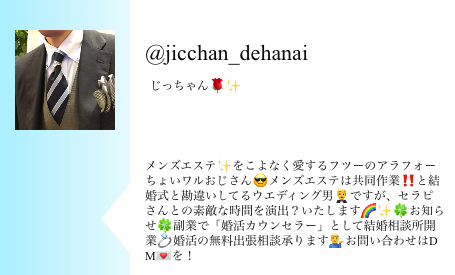 @jicchan_dehanai
じっちゃん🌹✨
メンズエステ✨をこよなく愛するフツーのアラフォー
ちょいワルおじさん😎メンズエステは共同作業‼️と結
婚式と勘違いしてるウエディング男🤵ですが、セラピ
さんとの素敵な時間を演出？いたします🌈✨🍀お知ら
せ🍀副業で「婚活カウンセラー」として結婚相談所開
業💍婚活の無料出張相談承ります💁‍♂️お問い合わせはD
M💌を！